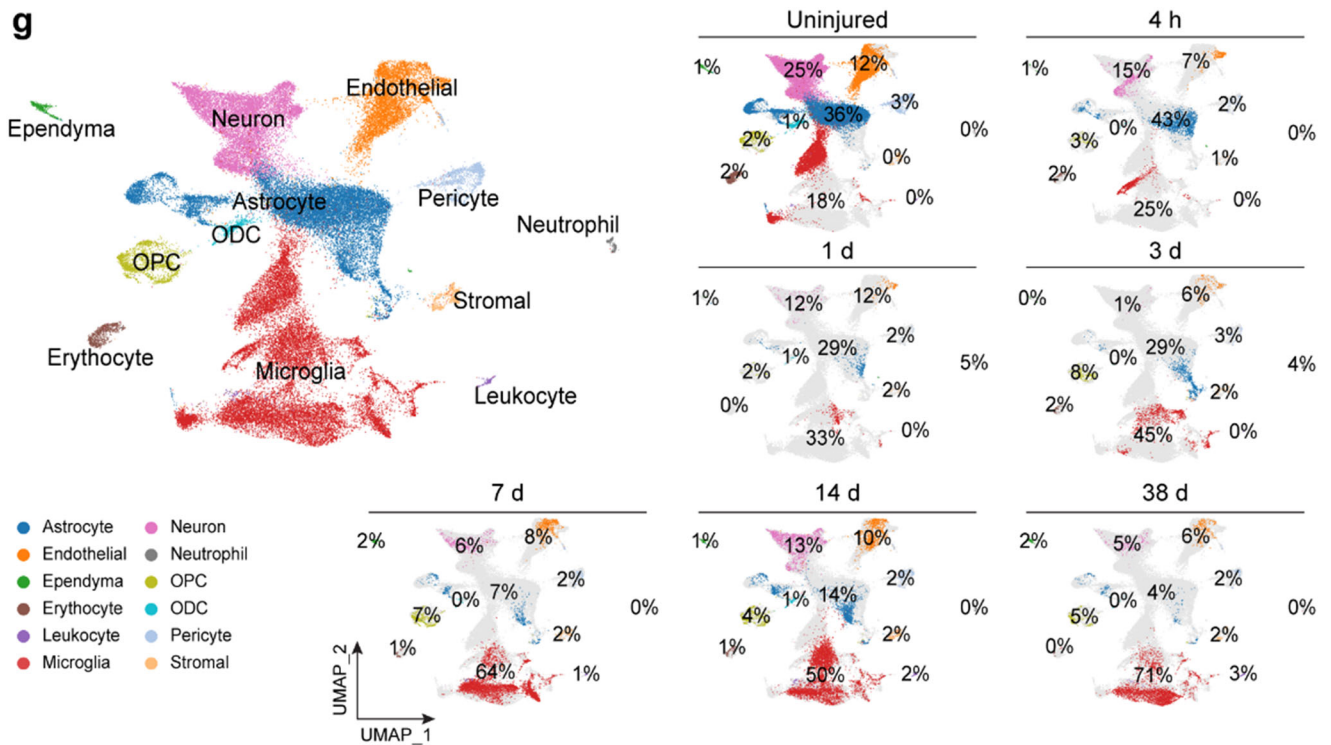 g
Neuron
Endothelial
Ependyma
Astrocyte
Pericyte
ODC
Neutrophil
OPC
Stromal
Erythocyte
Microglia
Leukocyte
Uninjured
1%
25%
12%
3%
36%
1%
2%
0%
0%
2%
18%
0%
4 h
1%
15%
7%
2%
43%
0%
3%
0%
1%
2%
25%
0%
1 d
1%
12%
12%
2%
29%
1%
2%
5%
2%
0%
33%
0%
3 d
0%
1%
6%
3%
29%
0%
8%
4%
2%
2%
45%
0%
Astrocyte
Endothelial
Ependyma
Erythocyte
Leukocyte
Microglia
Neuron
Neutrophil
OPC
ODC
Pericyte
Stromal
7 d
2%
6%
8%
2%
7%
0%
7%
0%
2%
1%
64%
1%
UMAP_2
UMAP_1
14 d
1%
13%
10%
2%
14%
1%
4%
0%
2%
1%
50%
2%
38 d
2%
5%
6%
2%
4%
0%
5%
0%
2%
0%
71%
3%